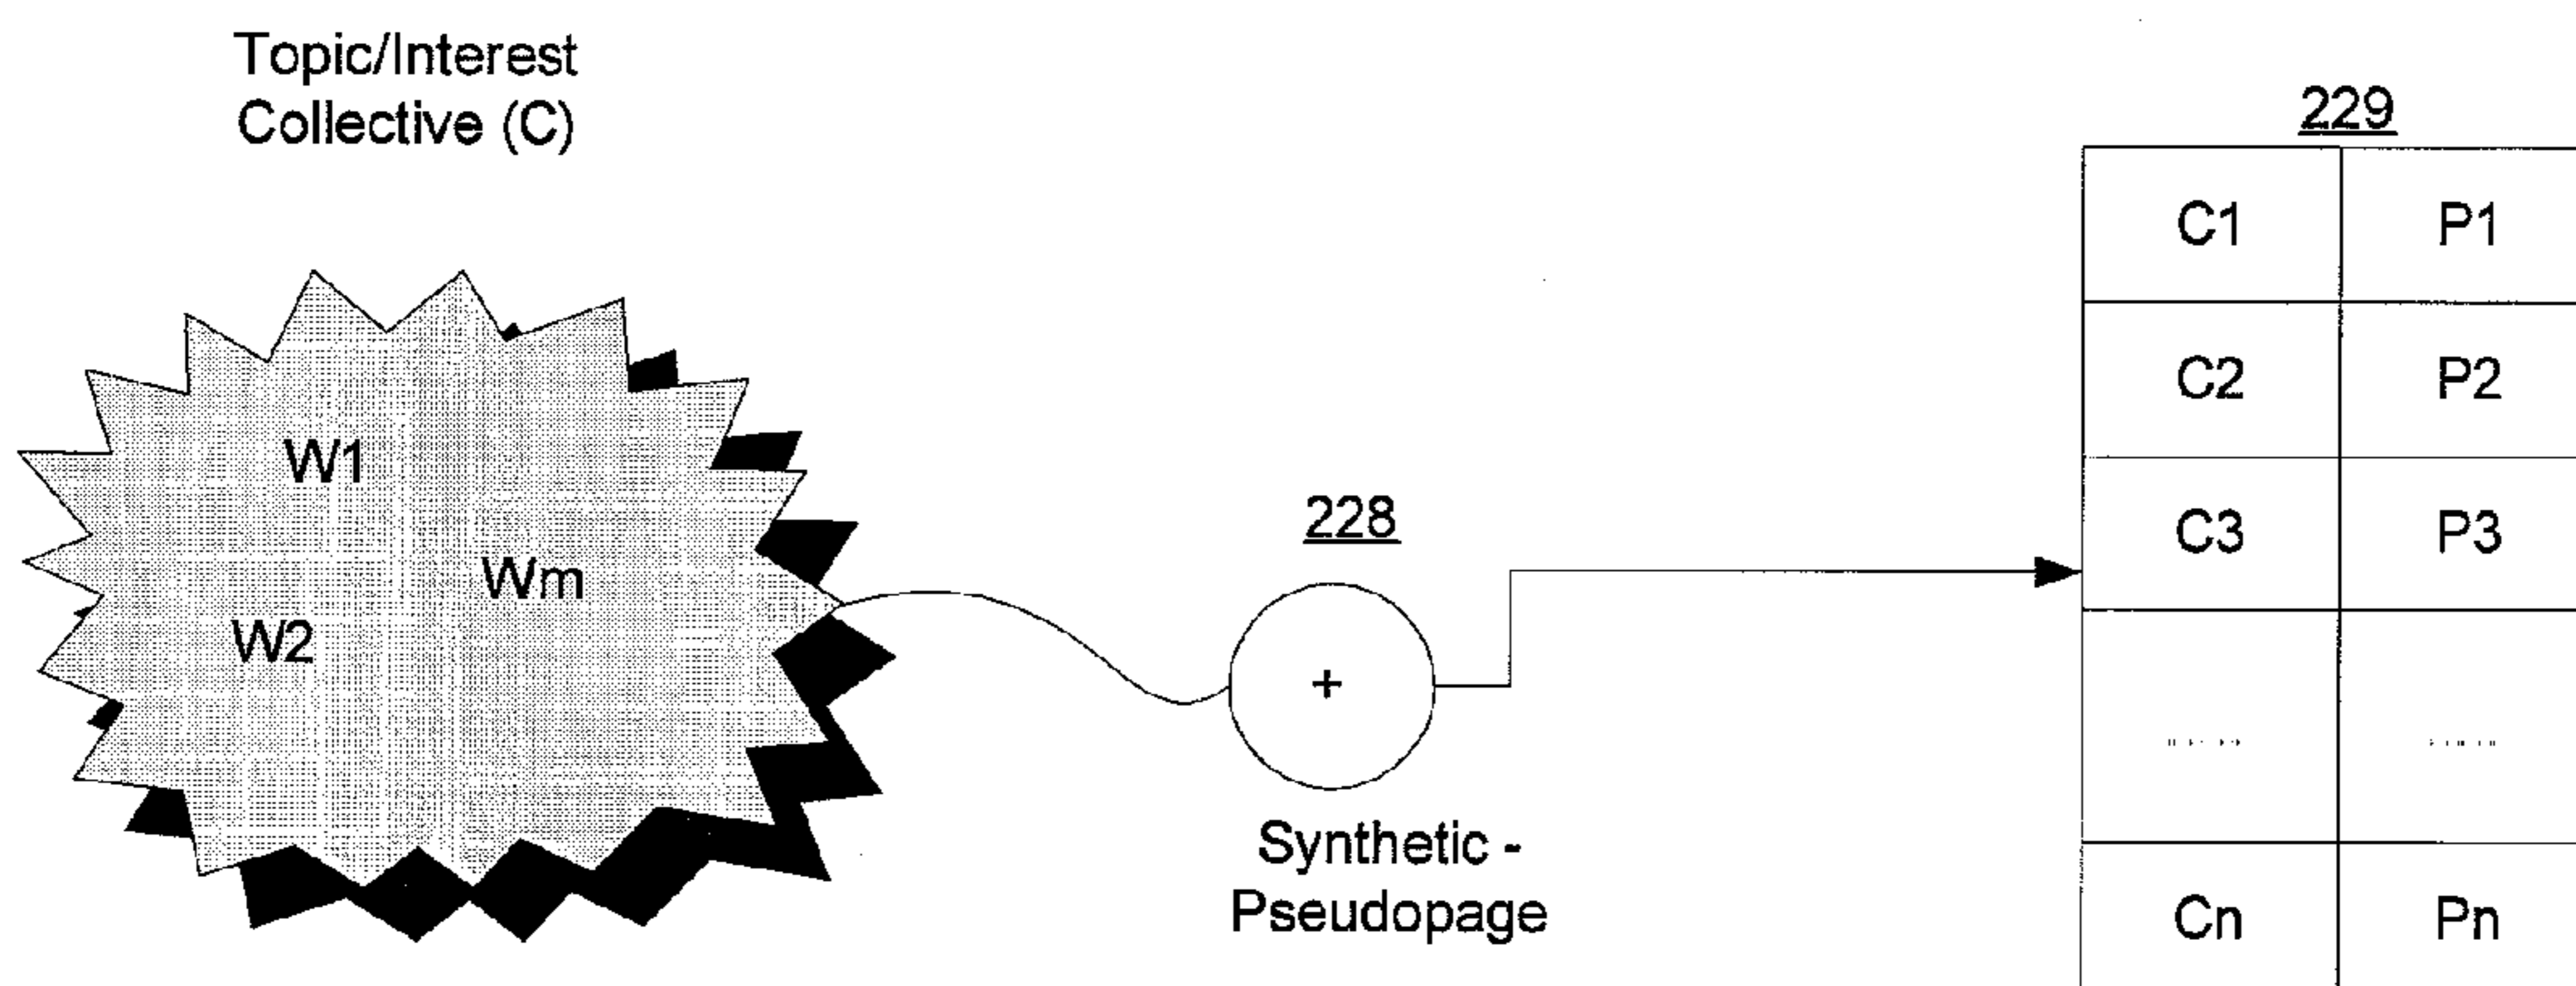 Topic/Interest
Collective (C)
W1
Wm
W2
228
+
Synthetic -
Pseudopage
229
C1 P1
C2 P2
C3 P3
...... ......
Cn Pn